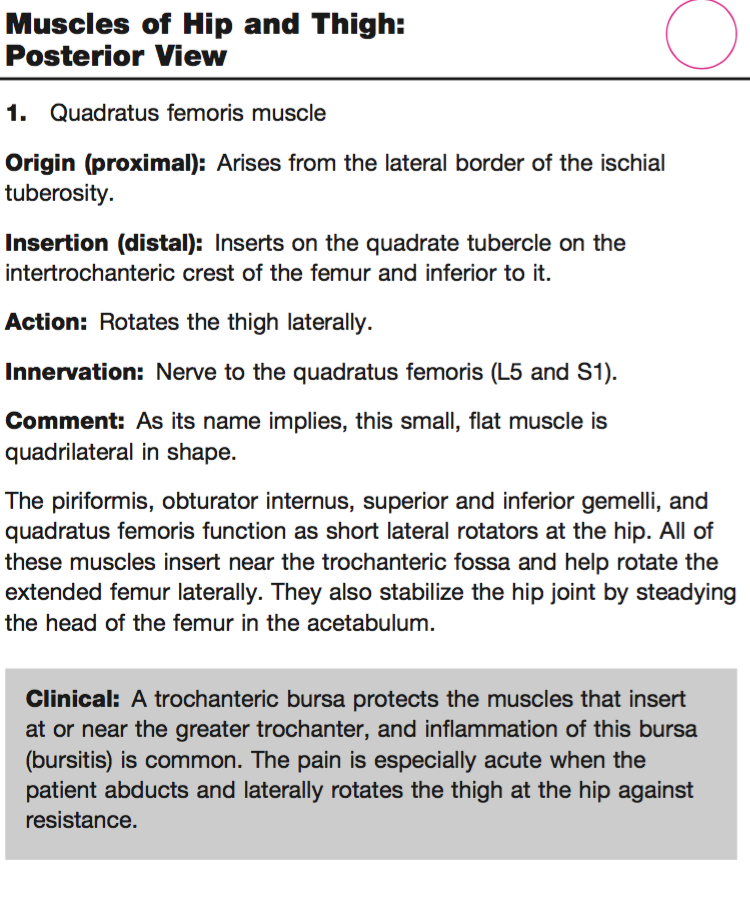 Muscles of Hip and Thigh:
Posterior View
1. Quadratus femoris muscle
Origin (proximal): Arises from the lateral border of the ischial
tuberosity.
Insertion (distal): Inserts on the quadrate tubercle on the
intertrochanteric crest of the femur and inferior to it.
Action: Rotates the thigh laterally.
Innervation: Nerve to the quadratus femoris (L5 and S1).
Comment: As its name implies, this small, flat muscle is
quadrilateral in shape.
The piriformis, obturator internus, superior and inferior gemelli, and
quadratus femoris function as short lateral rotators at the hip. All of
these muscles insert near the trochanteric fossa and help rotate the
extended femur laterally. They also stabilize the hip joint by steadying
the head of the femur in the acetabulum.
Clinical: A trochanteric bursa protects the muscles that insert
at or near the greater trochanter, and inflammation of this bursa
(bursitis) is common. The pain is especially acute when the
patient abducts and laterally rotates the thigh at the hip against
resistance.